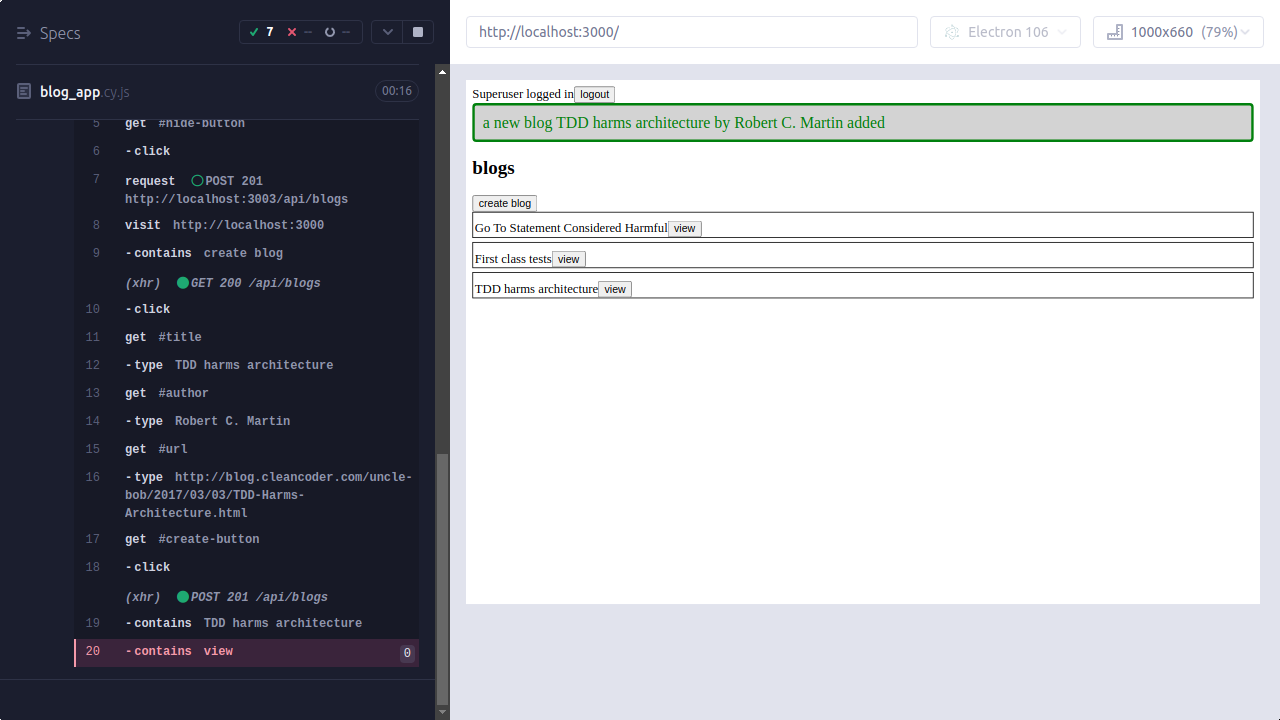 Specs
7
--
--
blog_app.cy.js
00:16
5 get #hide-button
6 -click
7 request POST 201
http://localhost:3003/api/blogs
8 visit http://localhost:3000
9 -contains create blog
(xhr) GET 200 /api/blogs
10 -click
11 get #title
12 -type TDD harms architecture
13 get #author
14 -type Robert C. Martin
15 get #url
16 -type http://blog.cleancoder.com/uncle-
bob/2017/03/03/TDD-Harms-
Architecture.html
17 get #create-button
18 -click
(xhr) POST 201 /api/blogs
19 -contains TDD harms architecture
20 -contains view 0
http://localhost:3000/
Electron 106
1000x660 (79%)
Superuser logged in logout
a new blog TDD harms architecture by Robert C. Martin added
blogs
create blog
Go To Statement Considered Harmful view
First class tests view
TDD harms architecture view